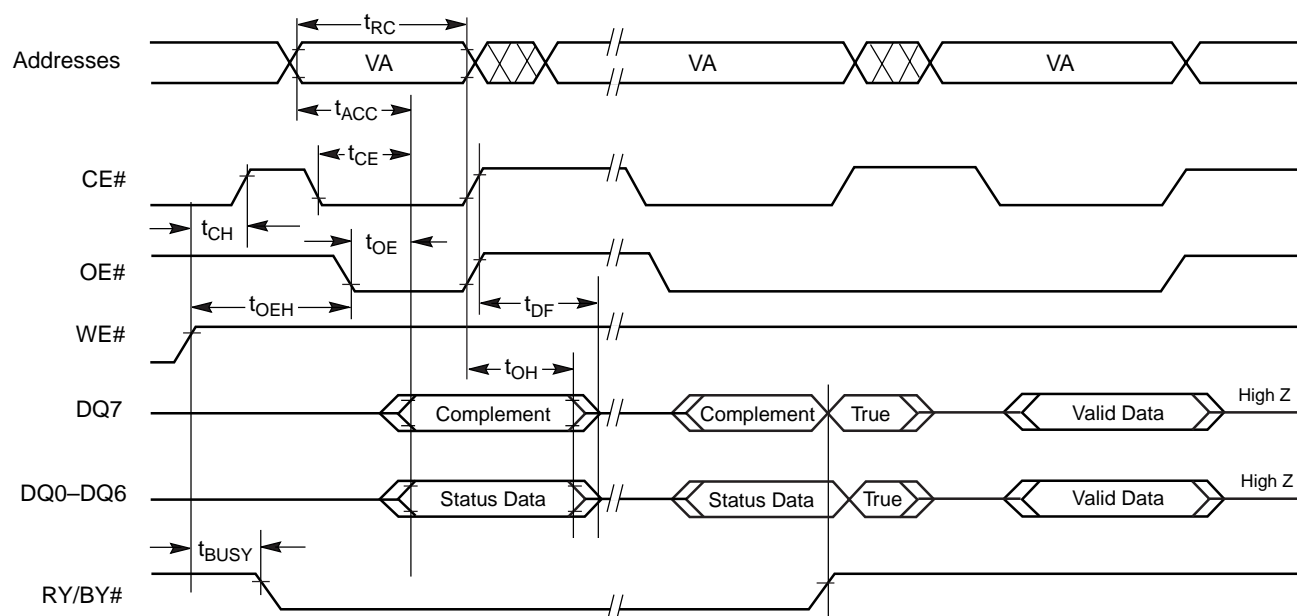 tRC
Addresses VA VA VA
tACC
tCE
CE#
tCH
tOE
OE#
tOEH tDF
WE#
tOH
DQ7 Complement Complement True Valid Data High Z
DQ0–DQ6 Status Data Status Data True Valid Data High Z
tBUSY
RY/BY#